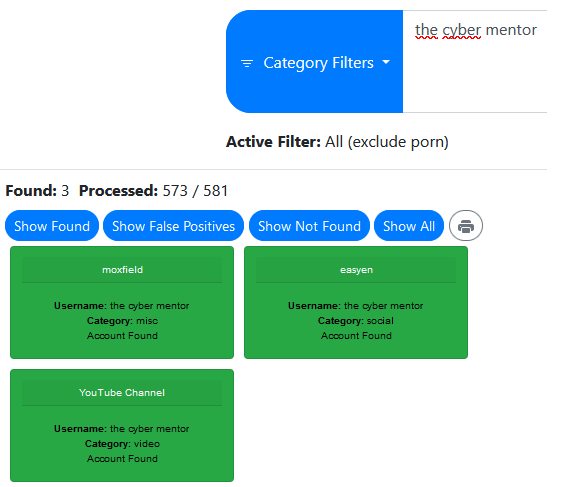 the cyber mentor
Category Filters
Active Filter: All (exclude porn)
Found: 3 Processed: 573 / 581
Show Found Show False Positives Show Not Found Show All
moxfield
Username: the cyber mentor
Category: misc
Account Found
easyen
Username: the cyber mentor
Category: social
Account Found
YouTube Channel
Username: the cyber mentor
Category: video
Account Found